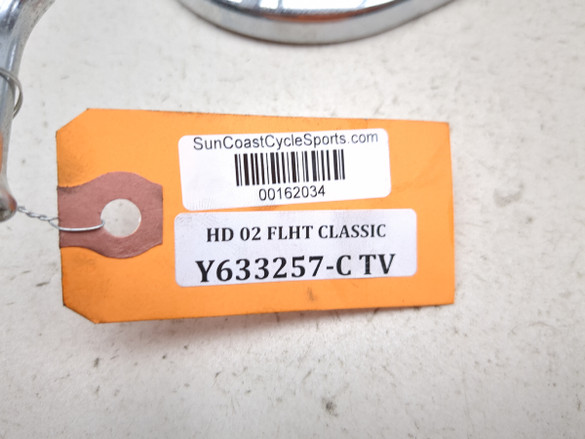 SunCoastCycleSports.com
00162034
HD 02 FLHT CLASSIC
Y633257-C TV